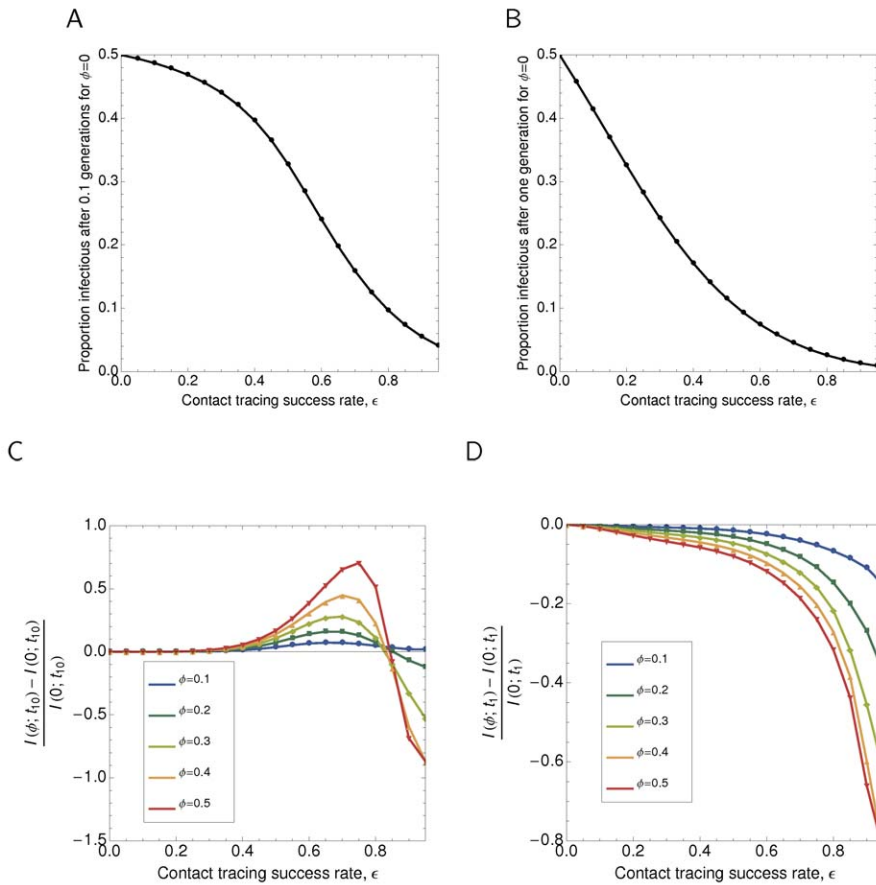 A
B
Proportion infectious after 0.1 generations for ϕ=0
0.5
0.4
0.3
0.2
0.1
0.0
0.0 0.2 0.4 0.6 0.8
Contact tracing success rate, ϵ
Proportion infectious after one generation for ϕ=0
0.5
0.4
0.3
0.2
0.1
0.0
0.0 0.2 0.4 0.6 0.8
Contact tracing success rate, ϵ
C
D
I(ϕ; t10) − I(0; t10)
I(0; t10)
1.0
0.5
0.0
−0.5
−1.0
−1.5
ϕ=0.1
ϕ=0.2
ϕ=0.3
ϕ=0.4
ϕ=0.5
0.0 0.2 0.4 0.6 0.8
Contact tracing success rate, ϵ
I(ϕ; t1) − I(0; t1)
I(0; t1)
0.0
−0.2
−0.4
−0.6
−0.8
ϕ=0.1
ϕ=0.2
ϕ=0.3
ϕ=0.4
ϕ=0.5
0.0 0.2 0.4 0.6 0.8
Contact tracing success rate, ϵ